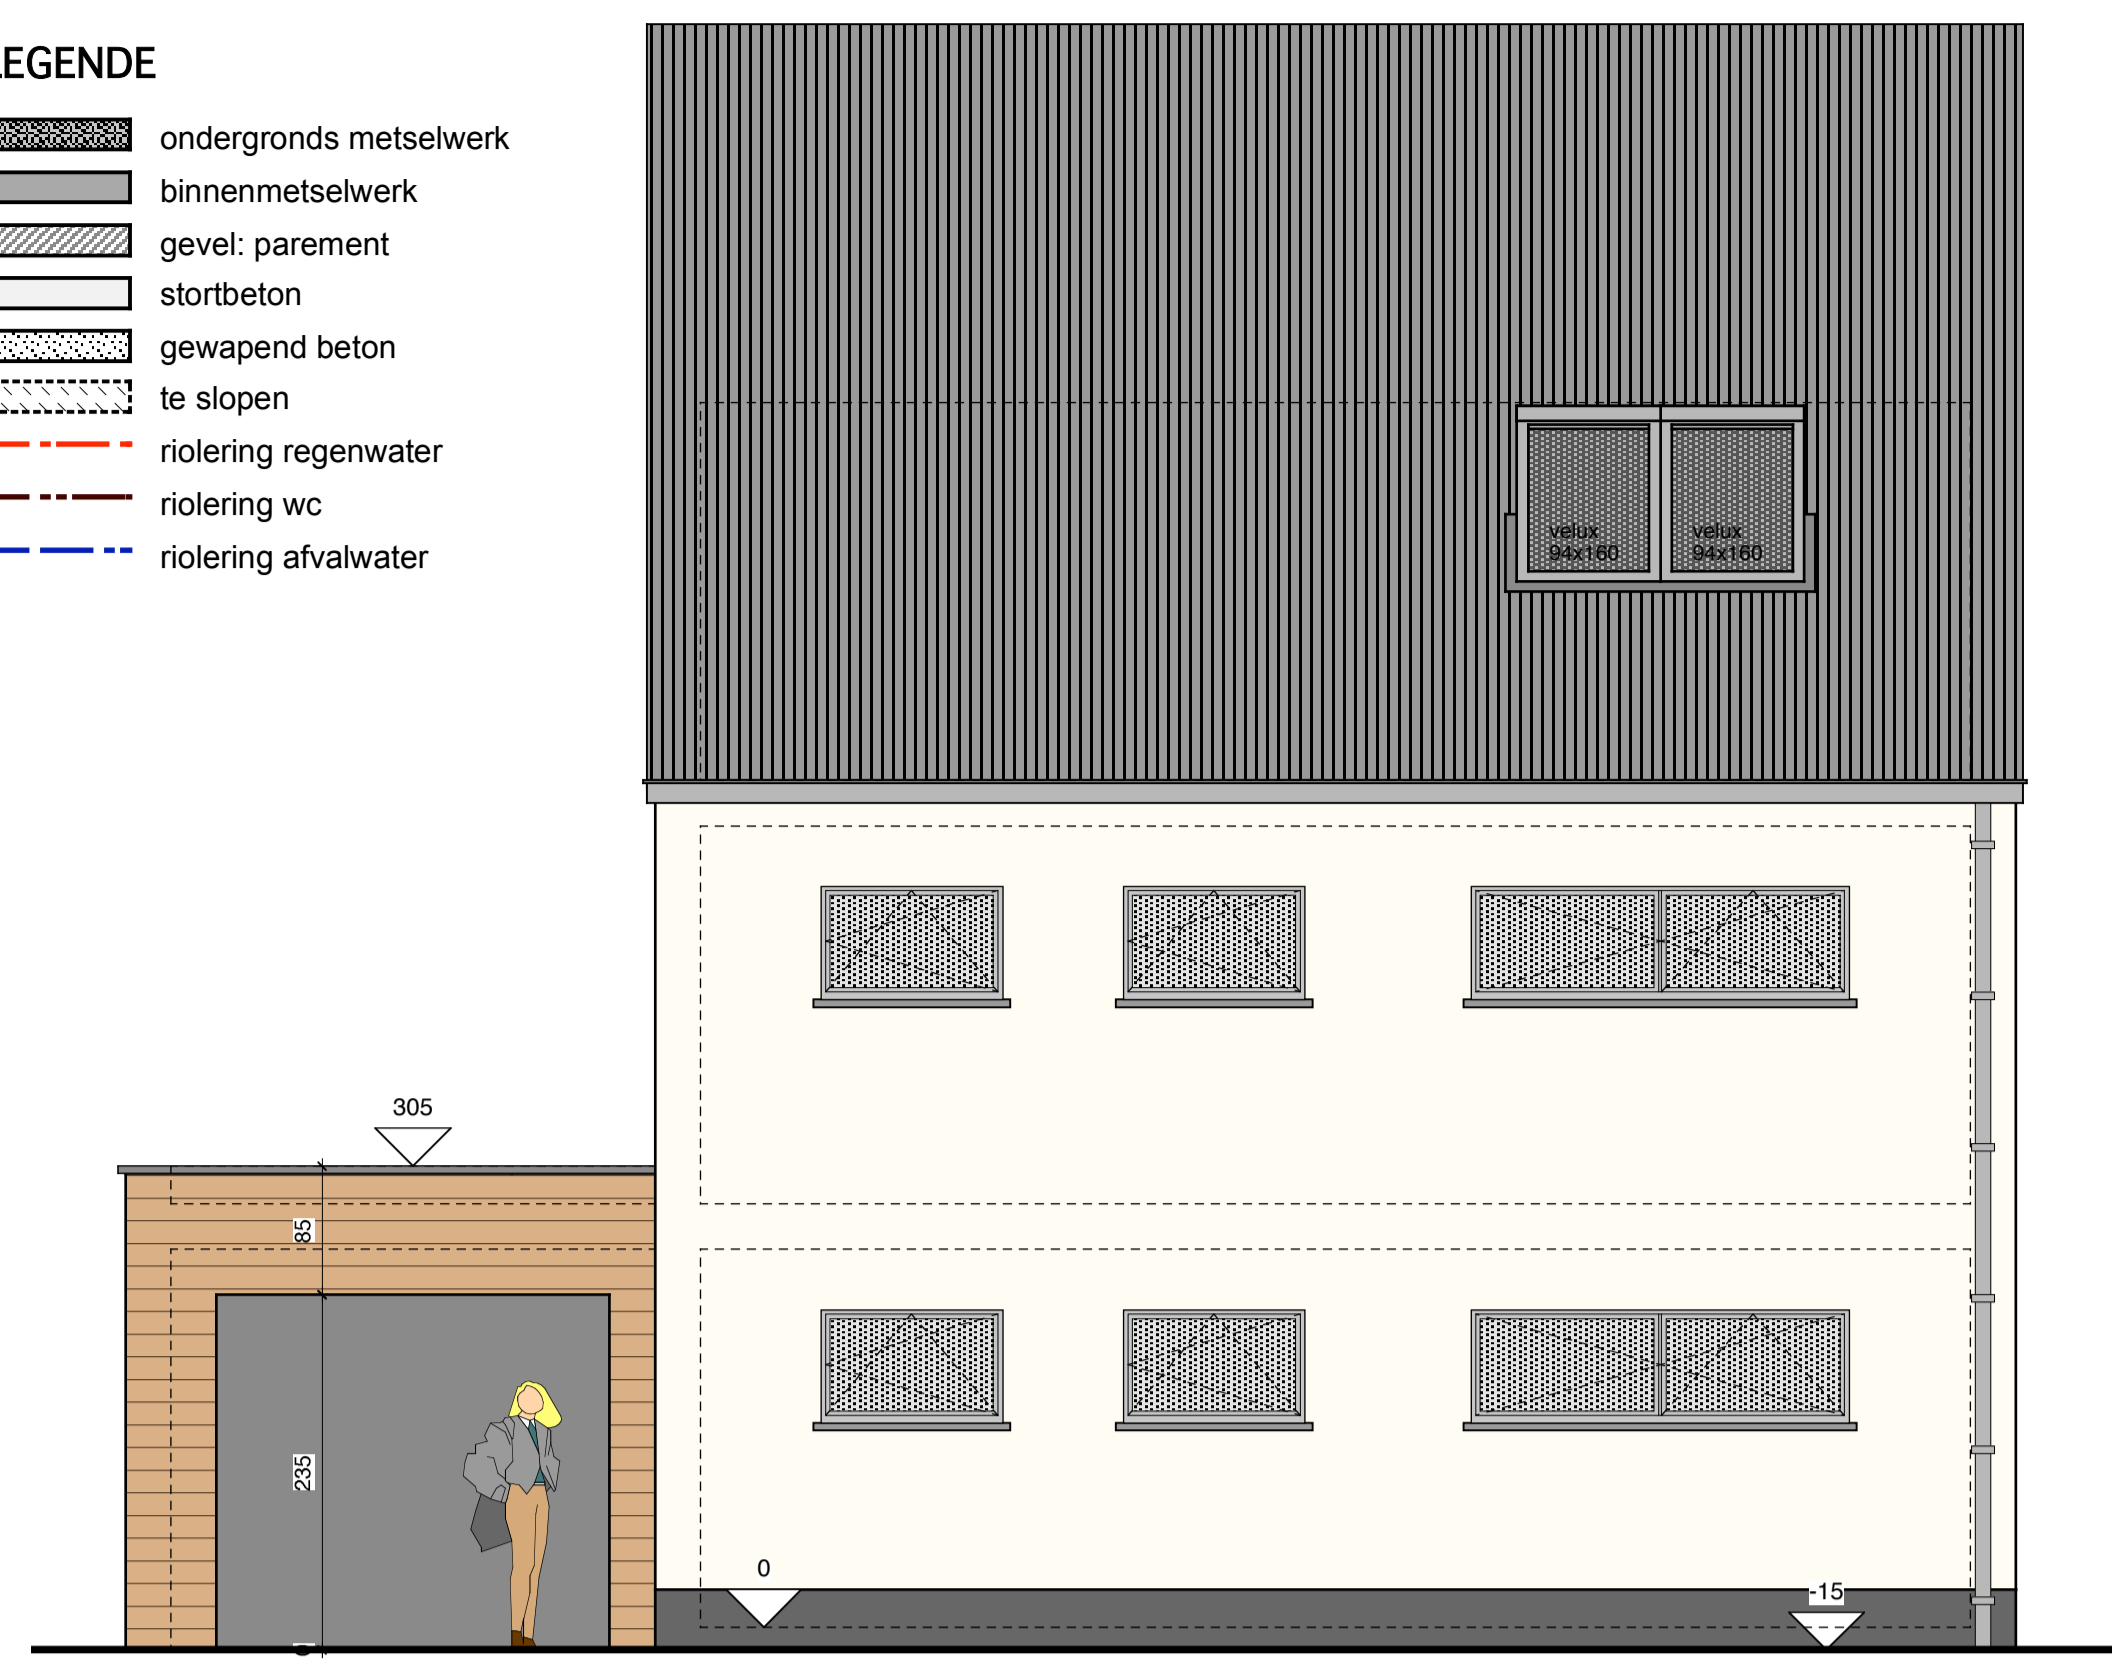 LEGENDE
ondergronds metselwerk
binnenmetselwerk
gevel: parement
stortbeton
gewapend beton
te slopen
riolering regenwater
riolering wc
riolering afvalwater
velux
94x160
velux
94x160
305
85
235
0
0
-15